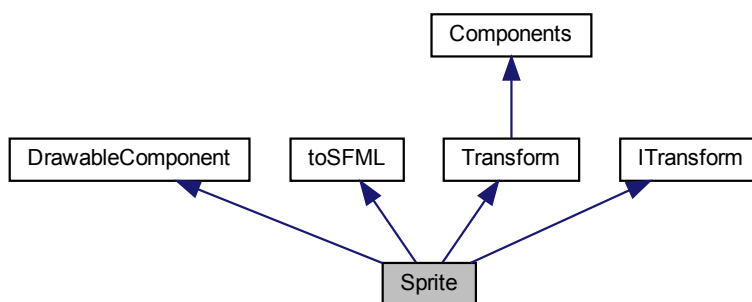 Components
DrawableComponent
toSFML
Transform
ITransform
Sprite